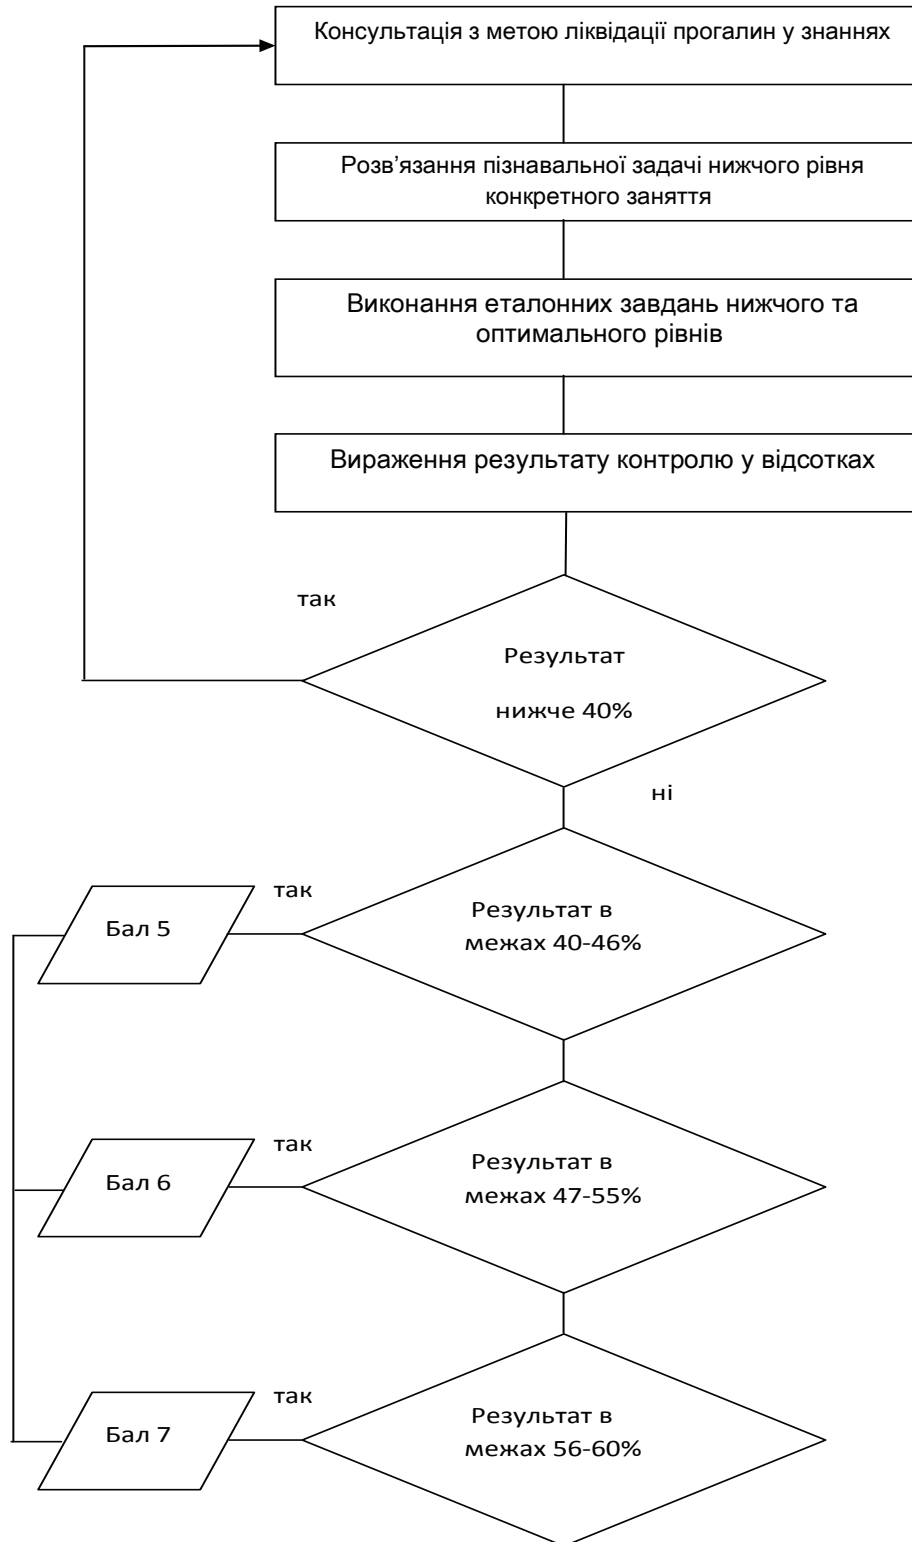 Консультація з метою ліквідації прогалин у знаннях
Розв’язання пізнавальної задачі нижчого рівня
конкретного заняття
Виконання еталонних завдань нижчого та
оптимального рівнів
Вираження результату контролю у відсотках
так
Результат
нижче 40%
ні
так
Бал 5
Результат в
межах 40-46%
так
Бал 6
Результат в
межах 47-55%
так
Бал 7
Результат в
межах 56-60%